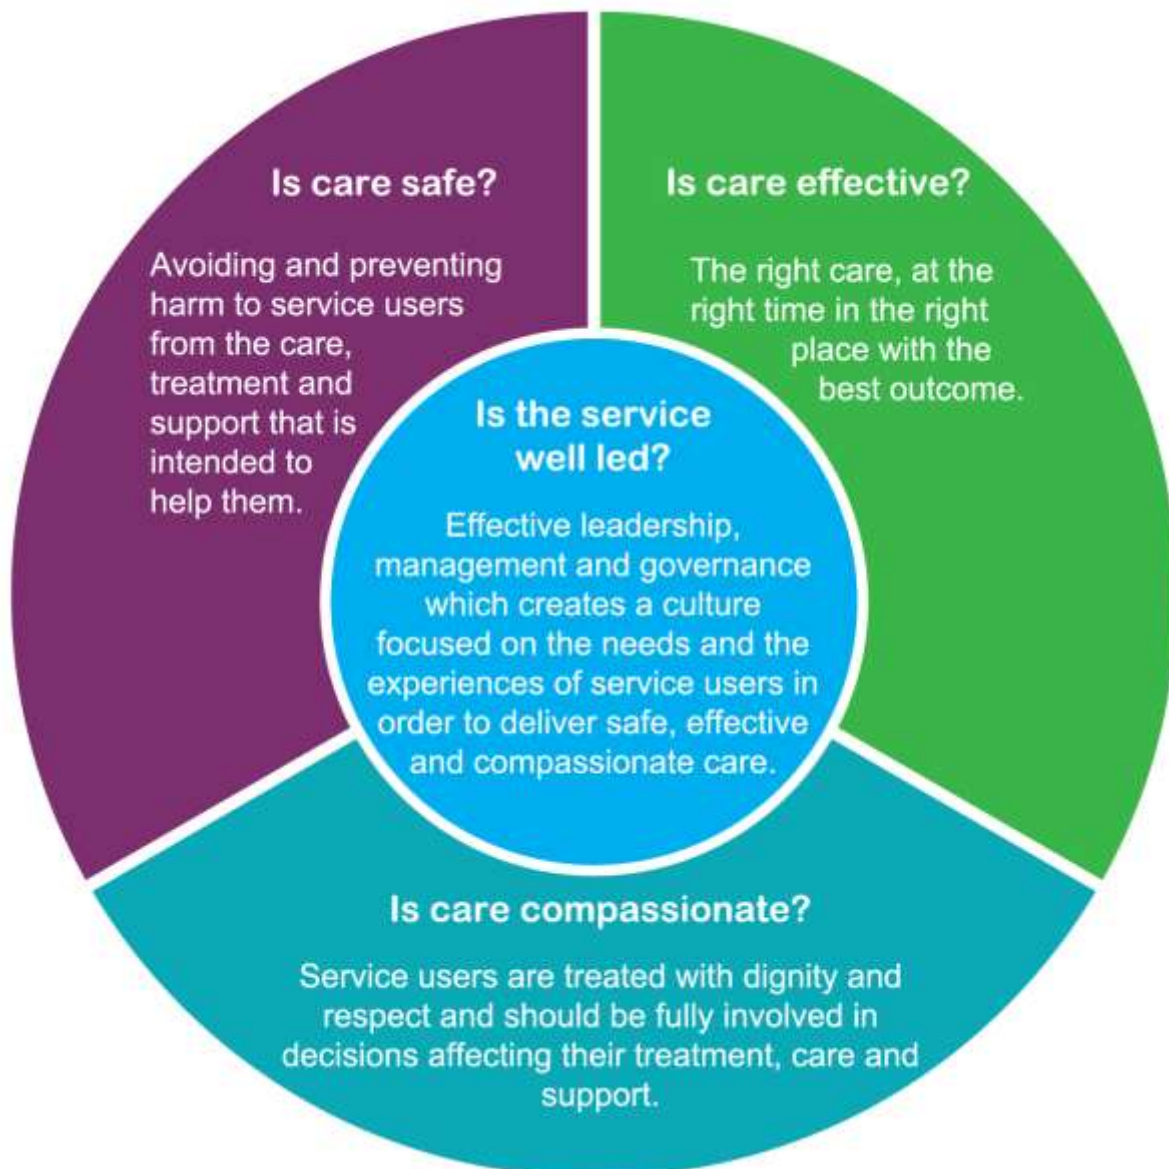 Is care safe?
Avoiding and preventing
harm to service users
from the care,
treatment and
support that is
intended to
help them.
Is care effective?
The right care, at the
right time in the right
place with the
best outcome.
Is the service
well led?
Effective leadership,
management and governance
which creates a culture
focused on the needs and the
experiences of service users in
order to deliver safe, effective
and compassionate care.
Is care compassionate?
Service users are treated with dignity and
respect and should be fully involved in
decisions affecting their treatment, care and
support.